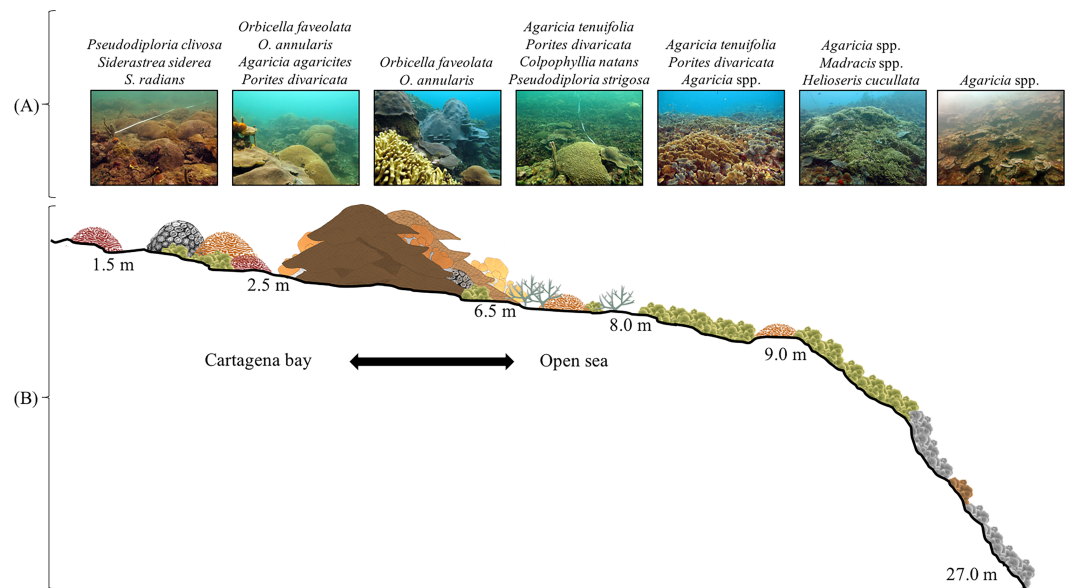 (A)
Pseudodiploria clivosa
Siderastrea siderea
S. radians
Orbicella faveolata
O. annularis
Agaricia agaricites
Porites divaricata
Orbicella faveolata
O. annularis
Agaricia tenuifolia
Porites divaricata
Colpophyllia natans
Pseudodiploria strigosa
Agaricia tenuifolia
Porites divaricata
Agaricia spp.
Agaricia spp.
Madracis spp.
Helioseris cucullata
Agaricia spp.
(B)
1.5 m
2.5 m
6.5 m
8.0 m
9.0 m
Cartagena bay
Open sea
27.0 m